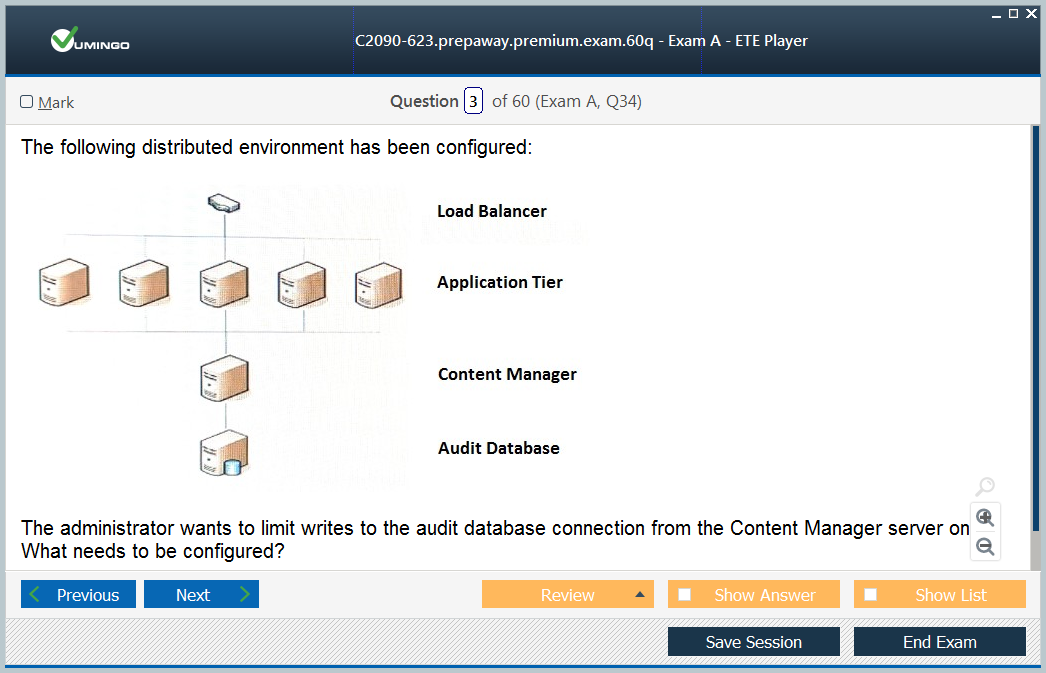 VUMINGO
C2090-623.prepaway.premium.exam.60q - Exam A - ETE Player
Mark
Question 3 of 60 (Exam A, Q34)
The following distributed environment has been configured:
Load Balancer
Application Tier
Content Manager
Audit Database
The administrator wants to limit writes to the audit database connection from the Content Manager server on
What needs to be configured?
Previous
Next
Review
Show Answer
Show List
Save Session
End Exam